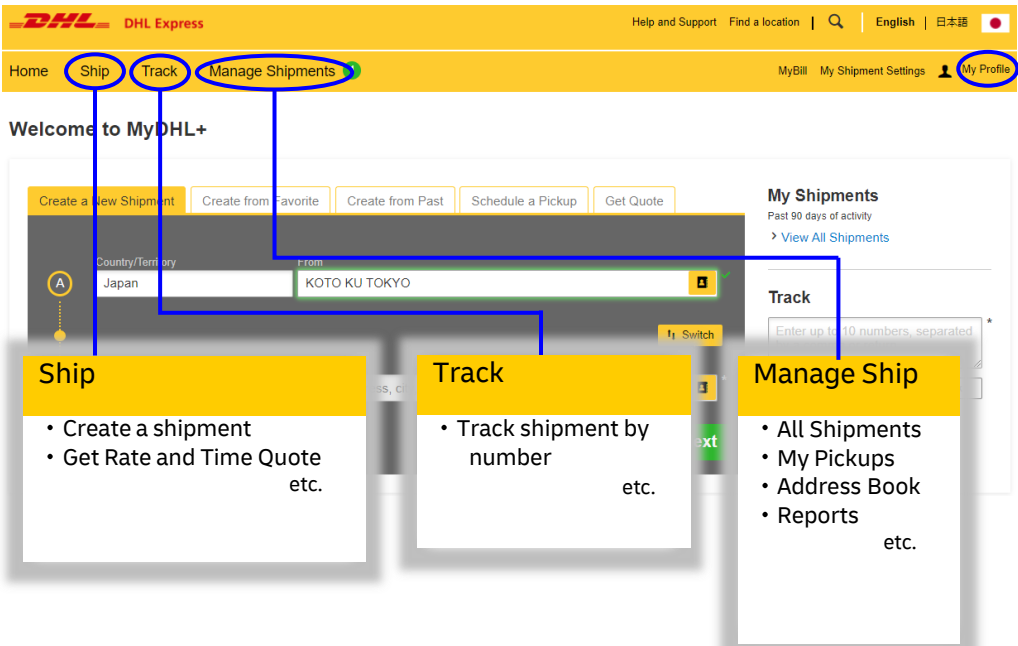 DHL DHL Express
Help and Support Find a location | English | 日本語
Home Ship Track Manage Shipments
MyBill My Shipment Settings My Profile
Welcome to MyDHL+
Create a New Shipment Create from Favorite Create from Past Schedule a Pickup Get Quote
My Shipments
Past 90 days of activity
View All Shipments
Country/Territory From
A Japan KOTO KU TOKYO
Track
Enter up to 10 numbers, separated
*
Switch
Ship
・Create a shipment
・Get Rate and Time Quote
etc.
Track
・Track shipment by
number
etc.
Manage Ship
・All Shipments
・My Pickups
・Address Book
・Reports
etc.